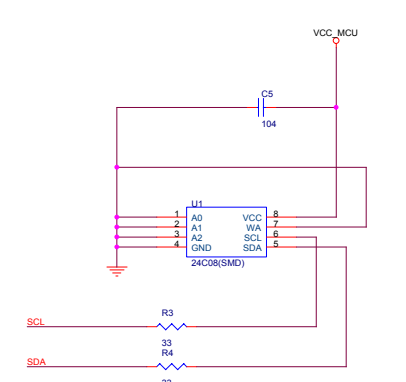 VCC_MCU
C5
104
U1
1 A0 VCC 8
2 A1 WA 7
3 A2 SCL 6
4 GND SDA 5
24C08(SMD)
R3
SCL
33
R4
SDA
33